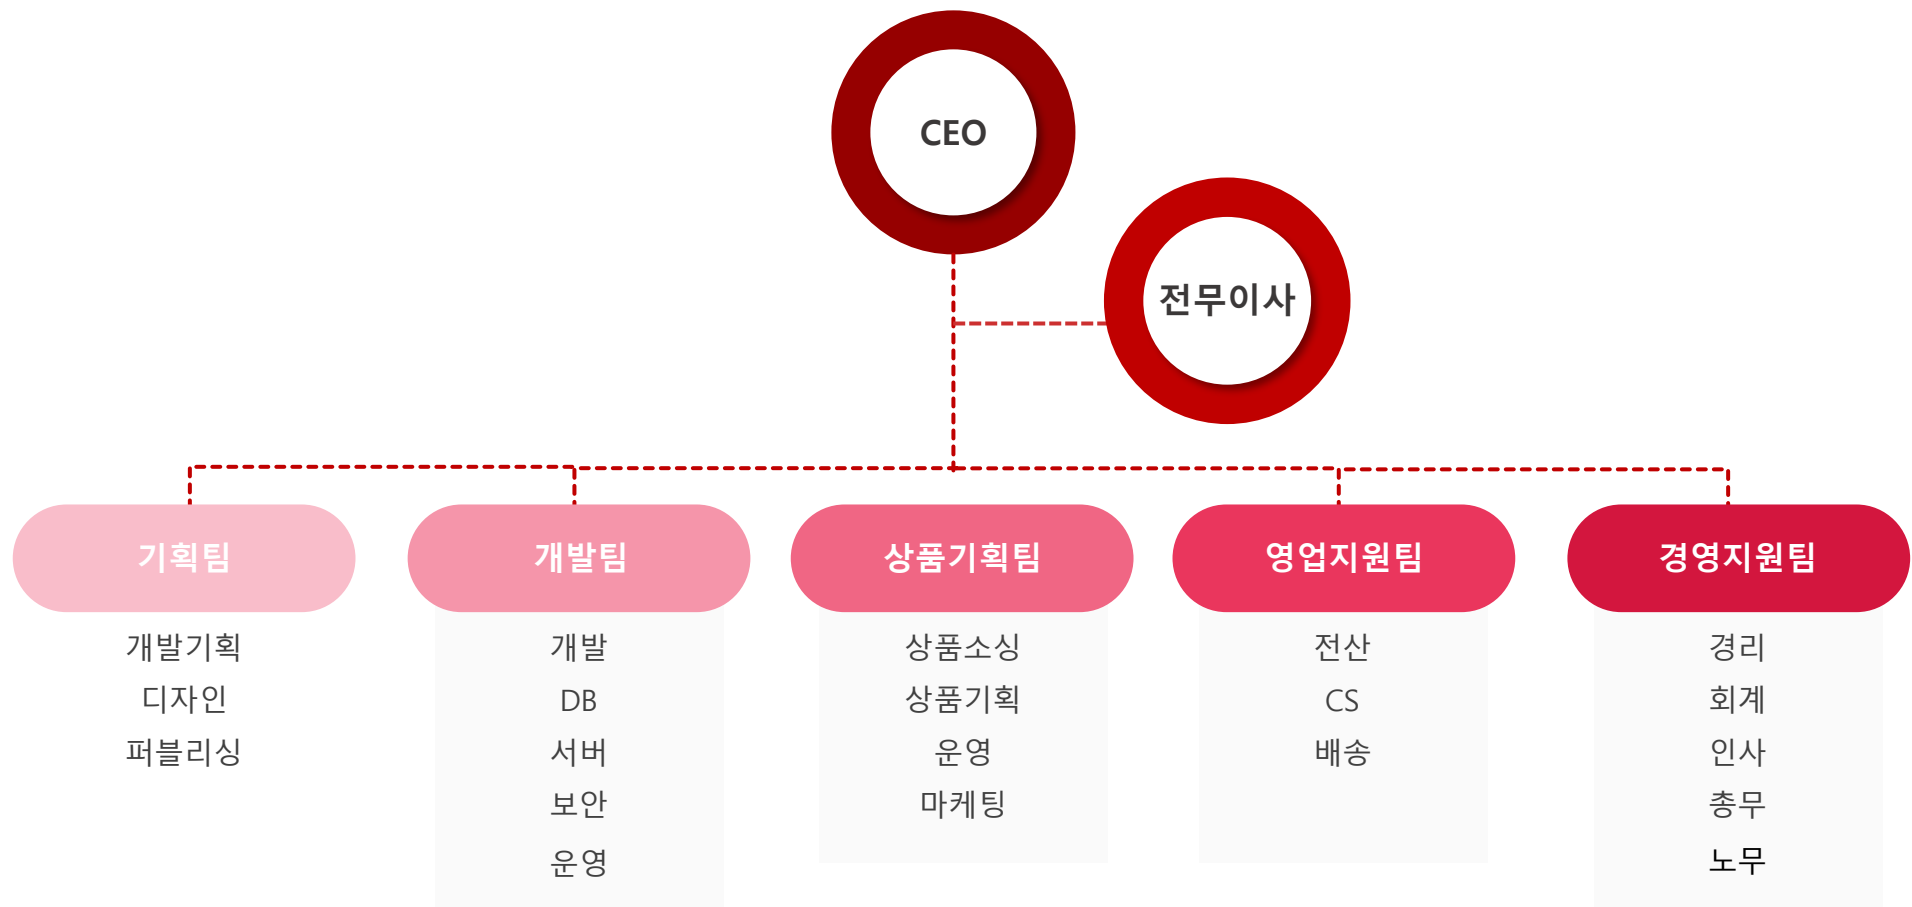 CEO
전무이사
기획팀
개발기획
디자인
퍼블리싱
개발팀
개발
DB
서버
보안
운영
상품기획팀
상품소싱
상품기획
운영
마케팅
영업지원팀
전산
CS
배송
경영지원팀
경리
회계
인사
총무
노무